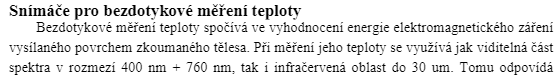 Snímáče pro bezdotykové měření teploty
Bezdotykové měření teploty spočívá ve vyhodnocení energie elektromagnetického záření
vysílaného povrchem zkoumaného tělesa. Při měření jeho teploty se využívá jak viditelná část
spektra v rozmezí 400 nm + 760 nm, tak i infračervená oblast do 30 um. Tomu odpovídá